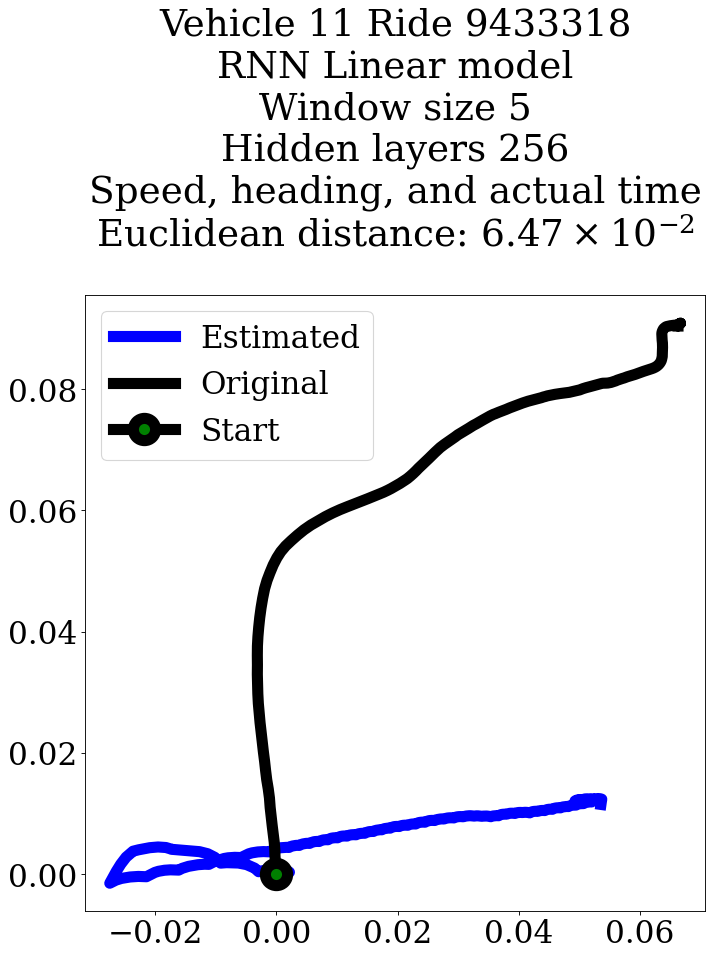 Vehicle 11 Ride 9433318
RNN Linear model
Window size 5
Hidden layers 256
Speed, heading, and actual time
Euclidean distance: 6.47 × 10⁻²
Estimated
Original
Start
0.08
0.06
0.04
0.02
0.00
−0.02 0.00 0.02 0.04 0.06